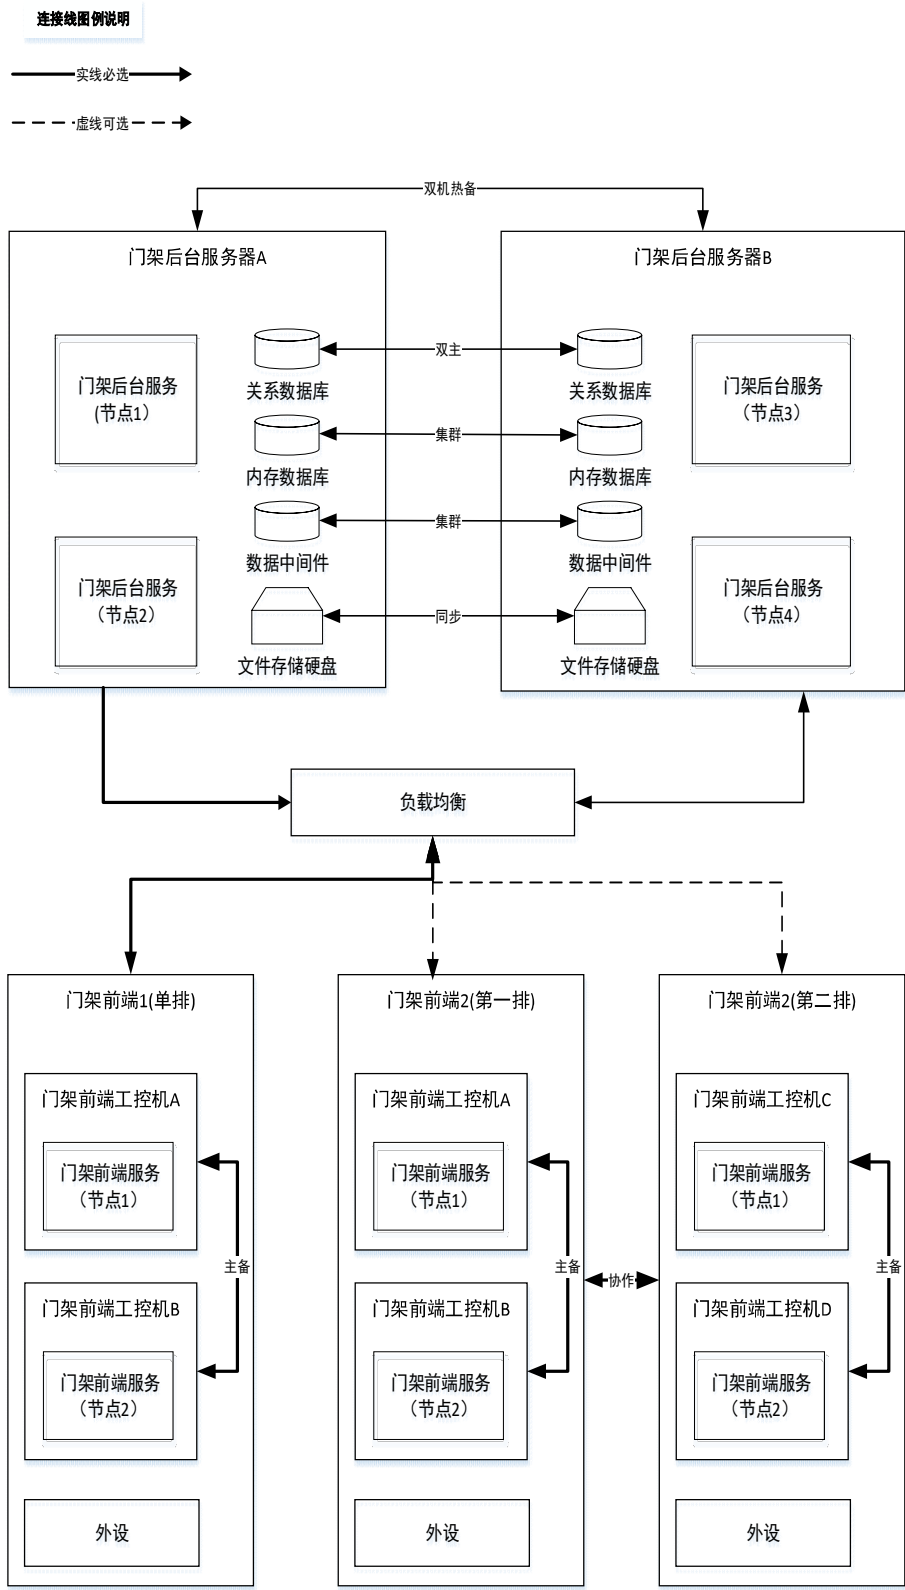 连接线图例说明
实线必选
虚线可选
双机热备
门架后台服务器A
门架后台服务器B
门架后台服务
(节点1）
门架后台服务
（节点2）
关系数据库
内存数据库
数据中间件
文件存储硬盘
双主
集群
集群
同步
关系数据库
内存数据库
数据中间件
文件存储硬盘
门架后台服务
（节点3）
门架后台服务
（节点4）
负载均衡
门架前端1(单排)
门架前端工控机A
门架前端服务
（节点1）
主备
门架前端工控机B
门架前端服务
（节点2）
外设
门架前端2(第一排)
门架前端工控机A
门架前端服务
（节点1）
主备
门架前端工控机B
门架前端服务
（节点2）
外设
协作
门架前端2(第二排)
门架前端工控机C
门架前端服务
（节点1）
主备
门架前端工控机D
门架前端服务
（节点2）
外设